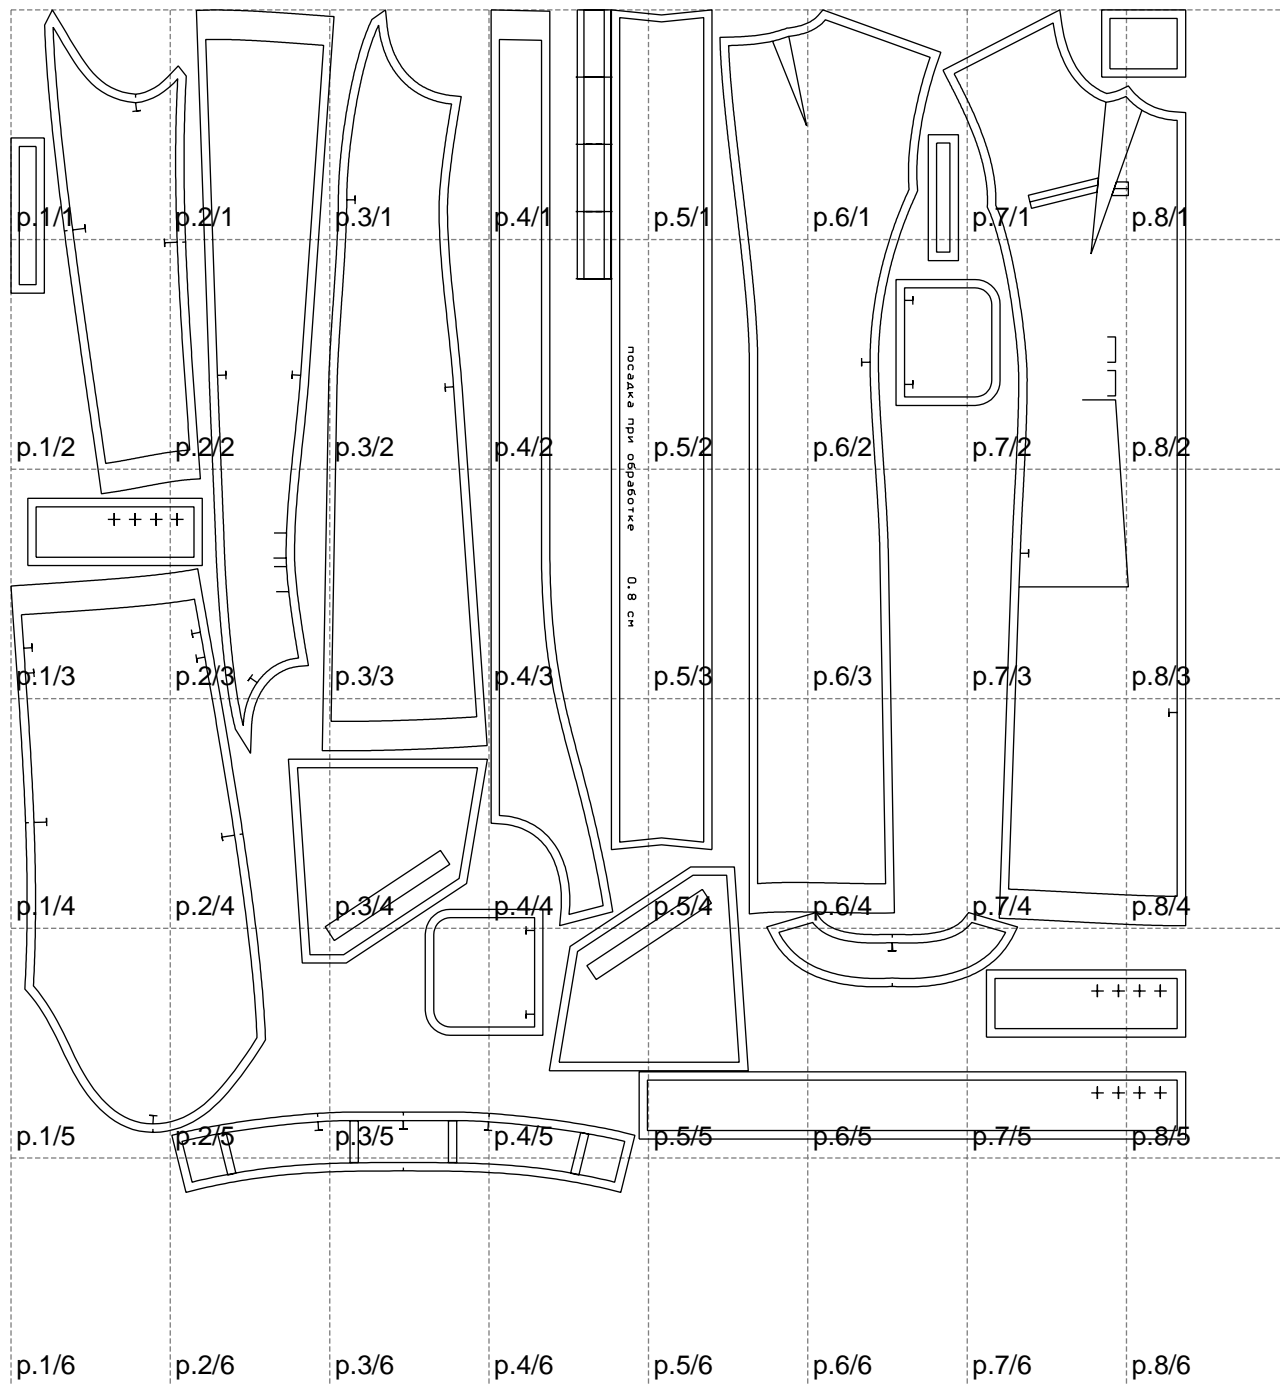 p.1/1 p.2/1 p.3/1 p.4/1 p.5/1 p.6/1 p.7/1 p.8/1
посадка при обработке 0.8 см
p.1/2 p.2/2 p.3/2 p.4/2 p.5/2 p.6/2 p.7/2 p.8/2
p.1/3 p.2/3 p.3/3 p.4/3 p.5/3 p.6/3 p.7/3 p.8/3
p.1/4 p.2/4 p.3/4 p.4/4 p.5/4 p.6/4 p.7/4 p.8/4
p.1/5 p.2/5 p.3/5 p.4/5 p.5/5 p.6/5 p.7/5 p.8/5
p.1/6 p.2/6 p.3/6 p.4/6 p.5/6 p.6/6 p.7/6 p.8/6